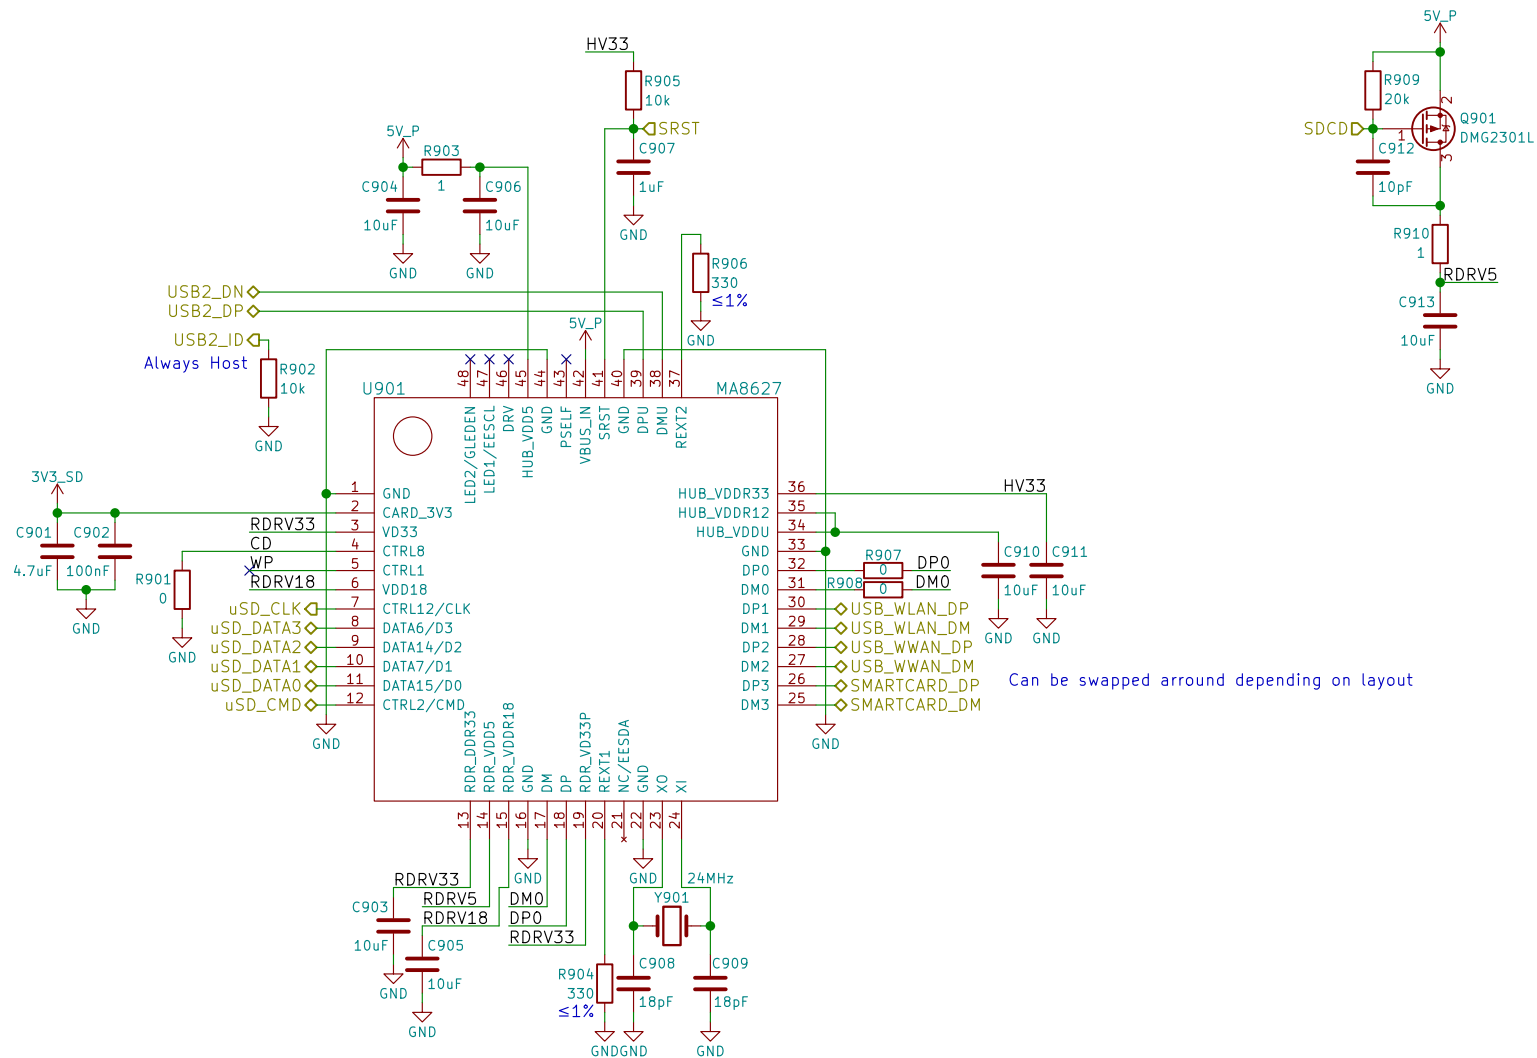 5V_P
HV33
R905
10k
SRST
C907
1uF
GND
R909
20k
SDCD
1
2
3
Q901
DMG2301L
C912
10pF
R910
1
RDRV5
C913
10uF
GND
5V_P
R903
1
C904
10uF
GND
C906
10uF
GND
R906
330
≤1%
GND
USB2_DN
USB2_DP
USB2_ID
Always Host
R902
10k
GND
5V_P
U901
MA8627
48
47
46
45
44
43
42
41
40
39
38
37
LED2/GLEDEN
LED1/EESCL
DRV
HUB_VDD5
GND
PSELF
VBUS_IN
SRST
GND
DPU
DMU
REXT2
3V3_SD
C901
4.7uF
C902
100nF
GND
RDRV33
CD
WP
RDRV18
R901
0
GND
uSD_CLK
uSD_DATA3
uSD_DATA2
uSD_DATA1
uSD_DATA0
uSD_CMD
GND
1 GND
2 CARD_3V3
3 VD33
4 CTRL8
5 CTRL1
6 VDD18
7 CTRL12/CLK
8 DATA6/D3
9 DATA14/D2
10 DATA7/D1
11 DATA15/D0
12 CTRL2/CMD
HUB_VDDR33 36
HUB_VDDR12 35
HUB_VDDU 34
GND 33
DP0 32
DM0 31
DP1 30
DM1 29
DP2 28
DM2 27
DP3 26
DM3 25
HV33
R907
0
DP0
R908
0
DM0
USB_WLAN_DP
USB_WLAN_DM
USB_WWAN_DP
USB_WWAN_DM
SMARTCARD_DP
SMARTCARD_DM
GND
C910
10uF
GND
C911
10uF
GND
Can be swapped arround depending on layout
RDR_DDR33
RDR_VDD5
RDR_VDDR18
GND
DM
DP
RDR_VD33P
REXT1
NC/EESDA
GND
XO
XI
13
14
15
16
17
18
19
20
21
22
23
24
GND
GND
RDRV33
RDRV5
RDRV18
DM0
DP0
RDRV33
C903
10uF
GND
C905
10uF
GND
R904
330
≤1%
GND
24MHz
Y901
C908
18pF
GND
C909
18pF
GND